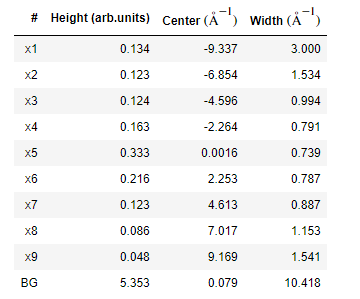 # Height (arb.units) Center (Å⁻¹) Width (Å⁻¹)
x1 0.134 -9.337 3.000
x2 0.123 -6.854 1.534
x3 0.124 -4.596 0.994
x4 0.163 -2.264 0.791
x5 0.333 0.0016 0.739
x6 0.216 2.253 0.787
x7 0.123 4.613 0.887
x8 0.086 7.017 1.153
x9 0.048 9.169 1.541
BG 5.353 0.079 10.418